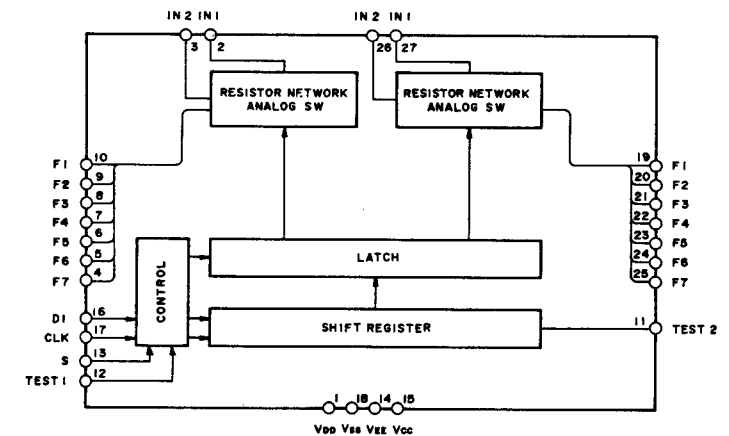 IN 2 IN 1
3 2
IN 2 IN 1
26 27
RESISTOR NETWORK
ANALOG SW
RESISTOR NETWORK
ANALOG SW
F1 10
F2 9
F3 8
F4 7
F5 6
F6 5
F7 4
19 F1
20 F2
21 F3
22 F4
23 F5
24 F6
25 F7
CONTROL
LATCH
SHIFT REGISTER
DI 16
CLK 17
S 13
TEST 1 12
11 TEST 2
1 18 14 15
VDD VSS VEE VCC